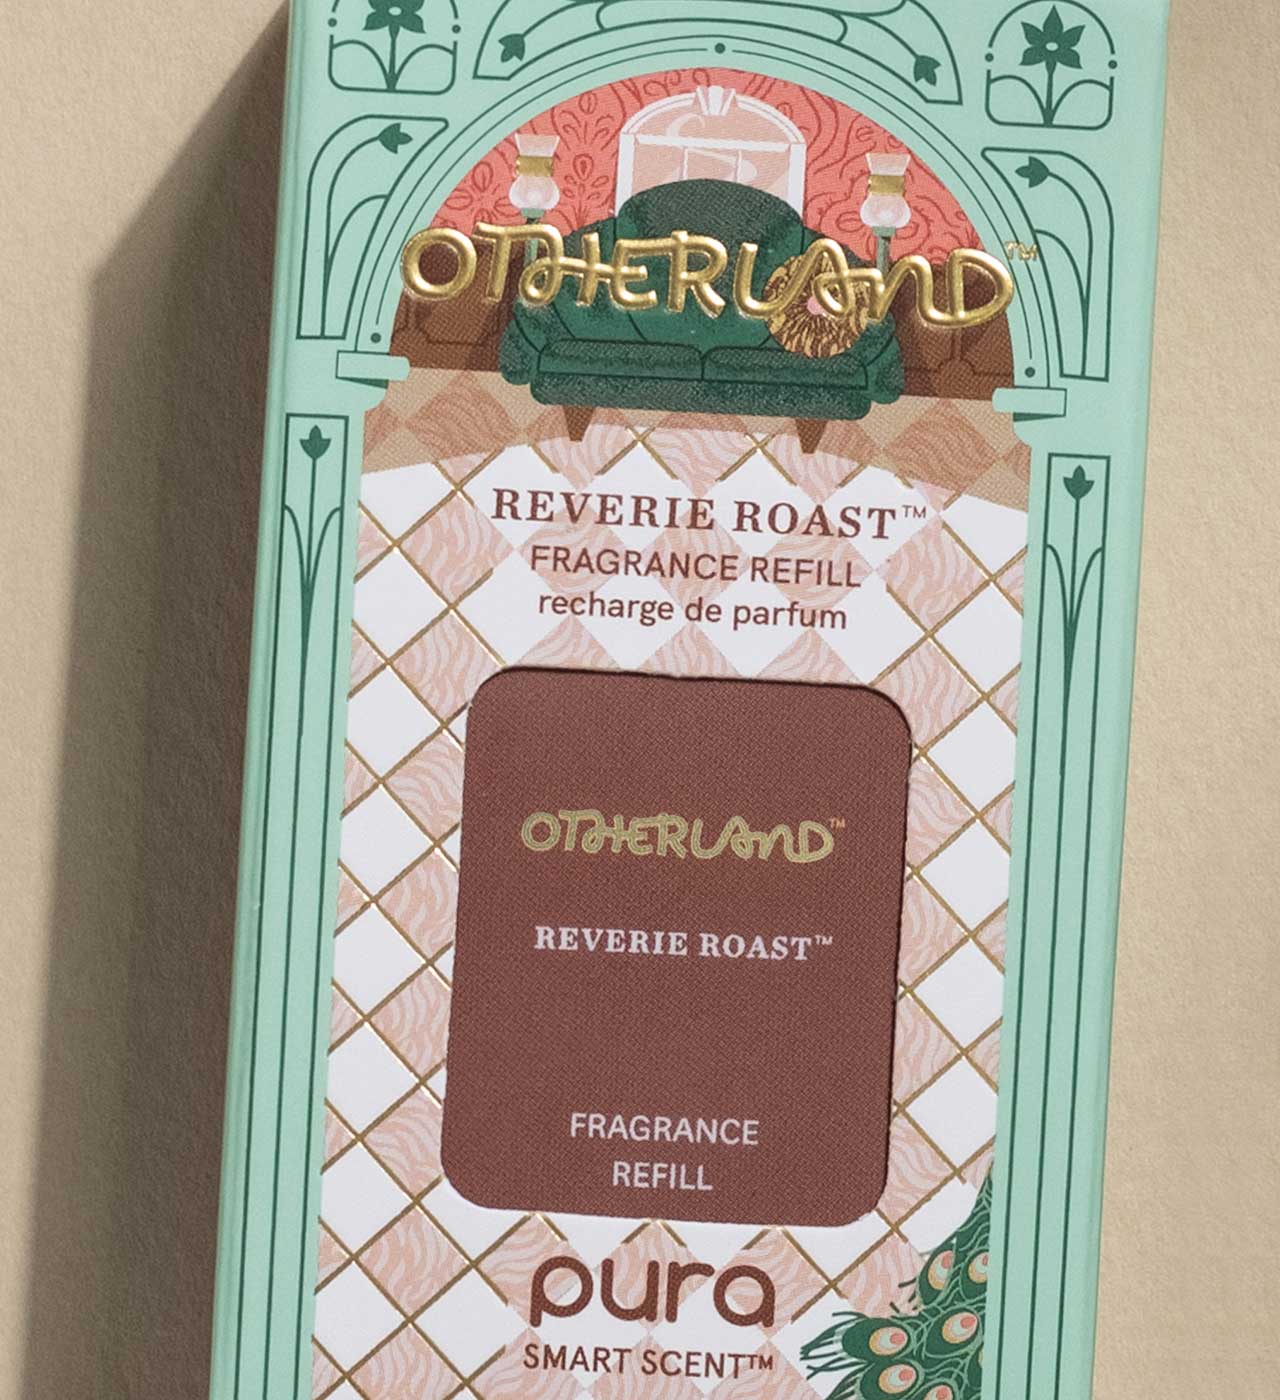 OTHERLAND™
REVERIE ROAST™
FRAGRANCE REFILL
recharge de parfum
OTHERLAND™
REVERIE ROAST™
FRAGRANCE
REFILL
pura
SMART SCENT™